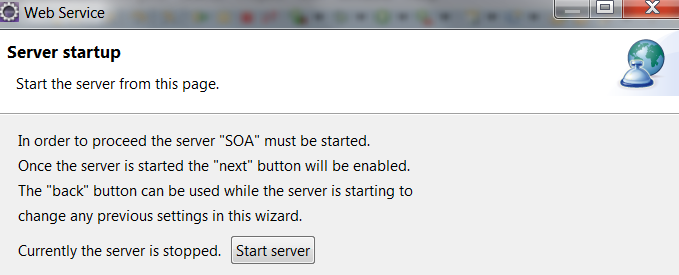 Web Service
Server startup
Start the server from this page.
In order to proceed the server "SOA" must be started.
Once the server is started the "next" button will be enabled.
The "back" button can be used while the server is starting to
change any previous settings in this wizard.
Currently the server is stopped. Start server